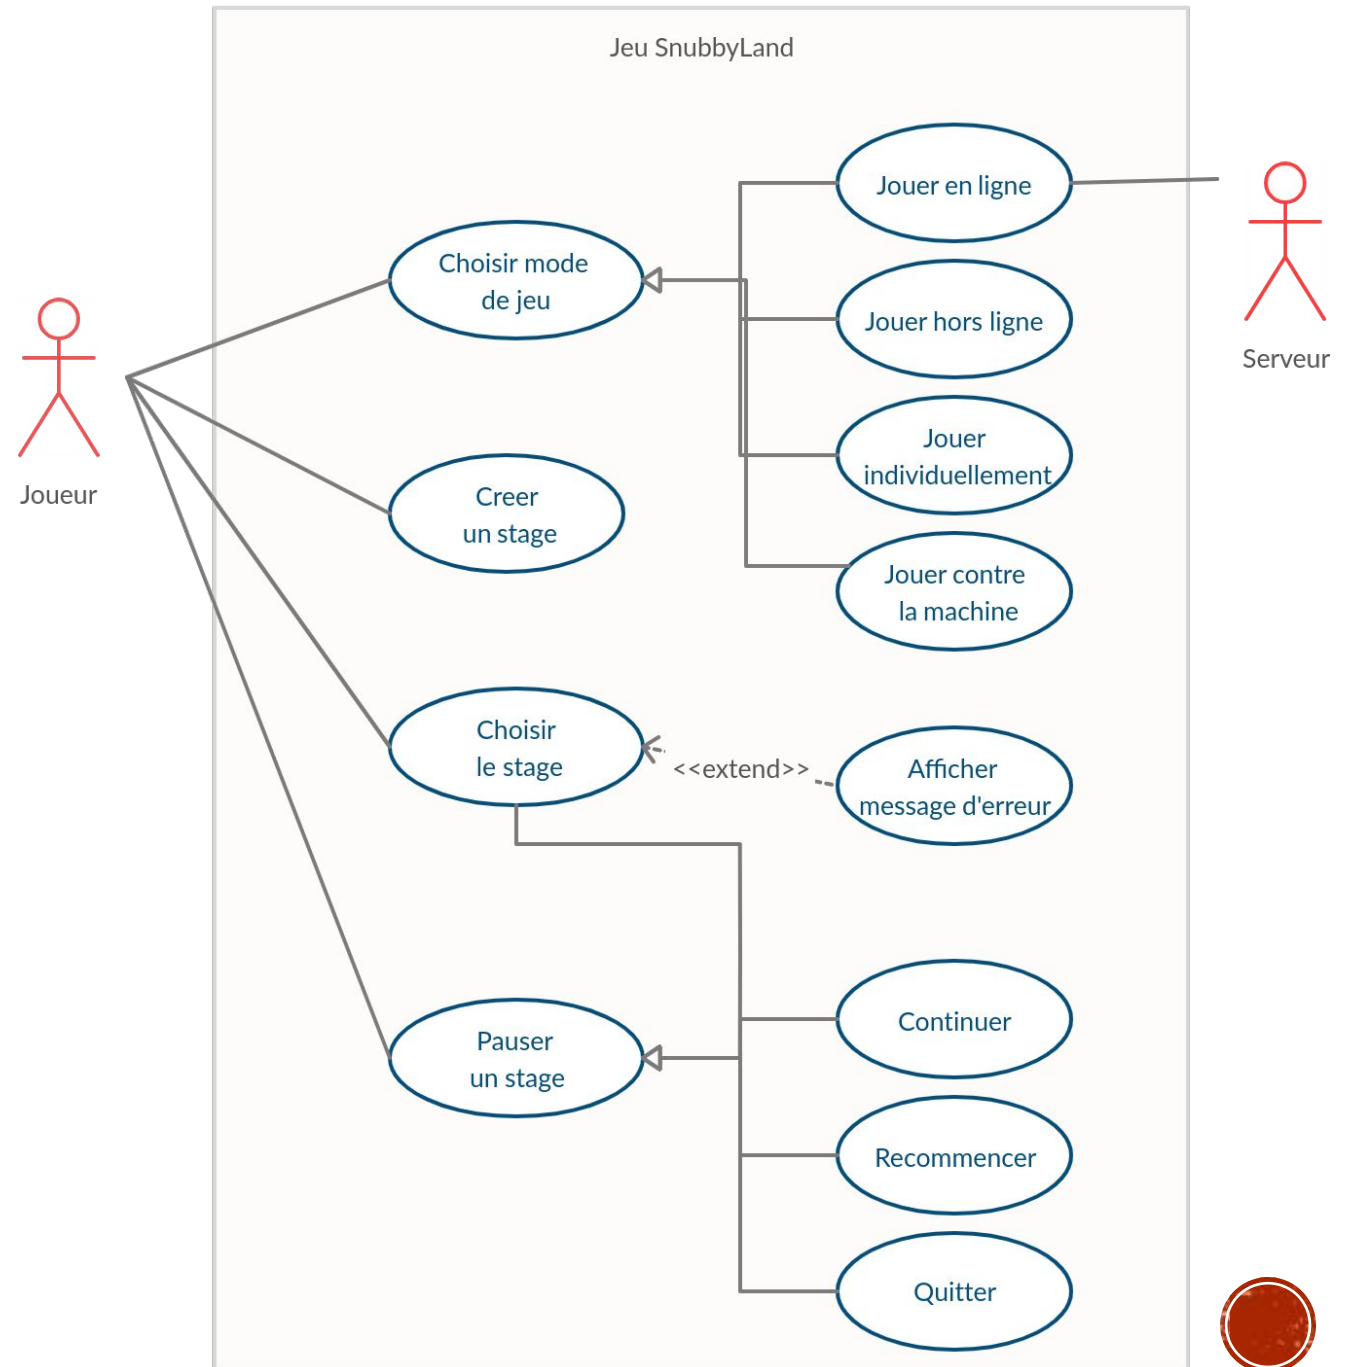 Jeu SnubbyLand
Jouer en ligne
Choisir mode
de jeu
Jouer hors ligne
Serveur
Jouer
individuellement
Joueur
Creer
un stage
Jouer contre
la machine
Choisir
le stage
<<extend>>
Afficher
message d'erreur
Continuer
Pauser
un stage
Recommencer
Quitter